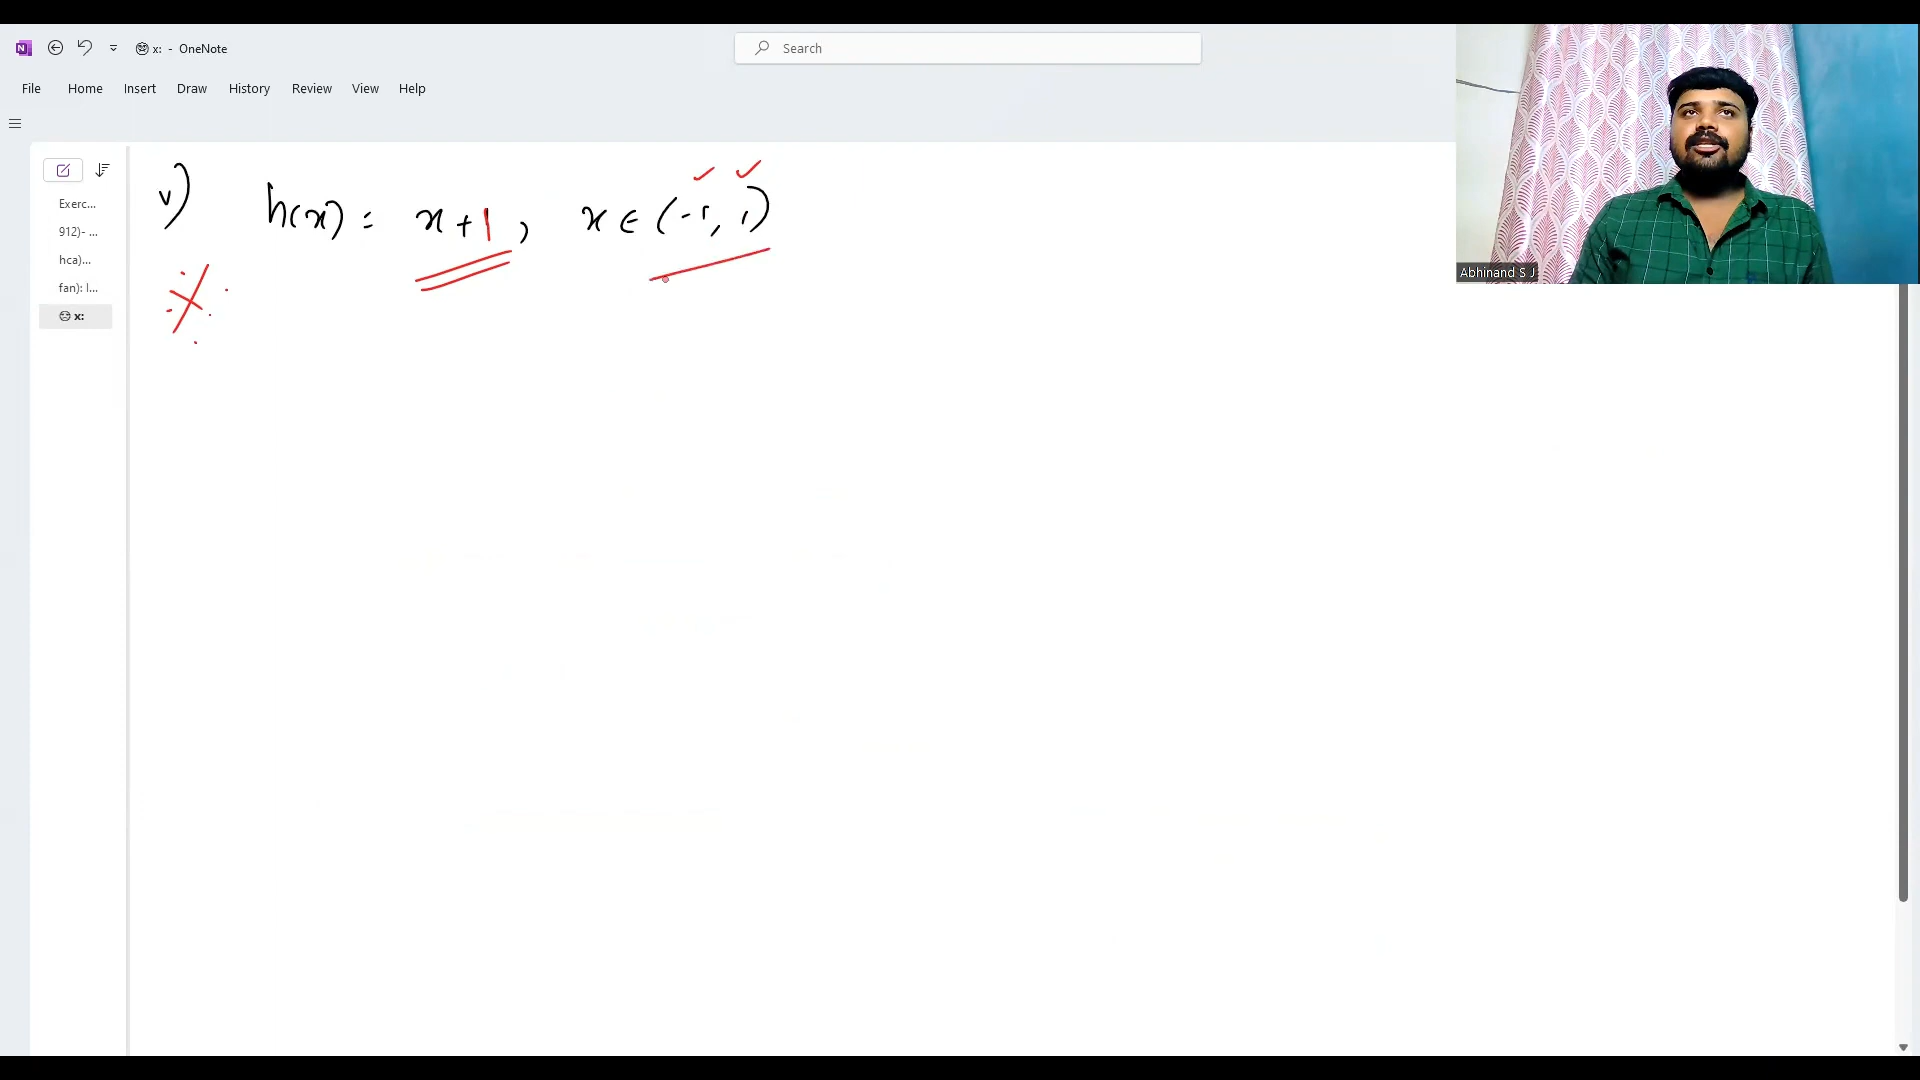 x: - OneNote
Search
File Home Insert Draw History Review View Help
Exerc...
912)- ...
hca)...
fan): I...
x:
v) h(x) = x+1, x ∈ (-1, 1)
Abhinand S J